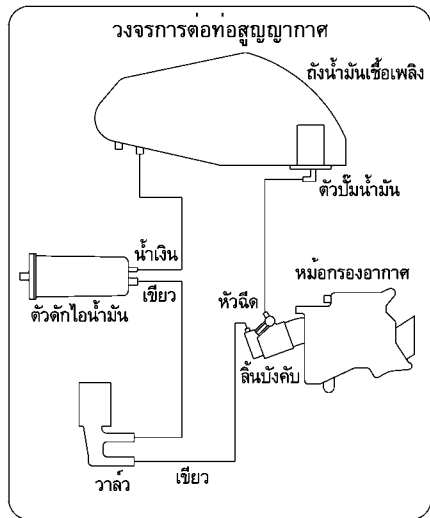 วงจรการต่อท่อสูญญากาศ
ถังน้ำมันเชื้อเพลิง
ตัวปั๊มน้ำมัน
น้ำเงิน
เขียว
ตัวดักไอน้ำมัน
หม้อกรองอากาศ
หัวฉีด
ลิ้นบังคับ
วาล์ว
เขียว